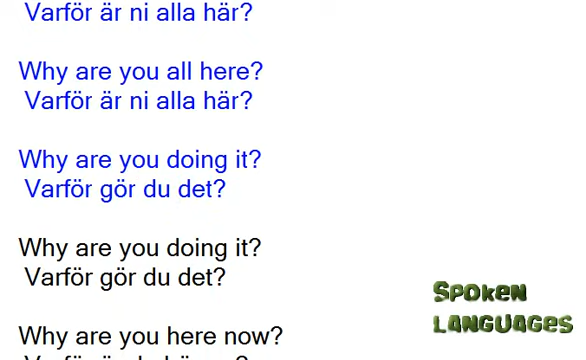 Varför är ni alla här?
Why are you all here?
Varför är ni alla här?
Why are you doing it?
Varför gör du det?
Why are you doing it?
Varför gör du det?
Why are you here now?
Spoken
Languages